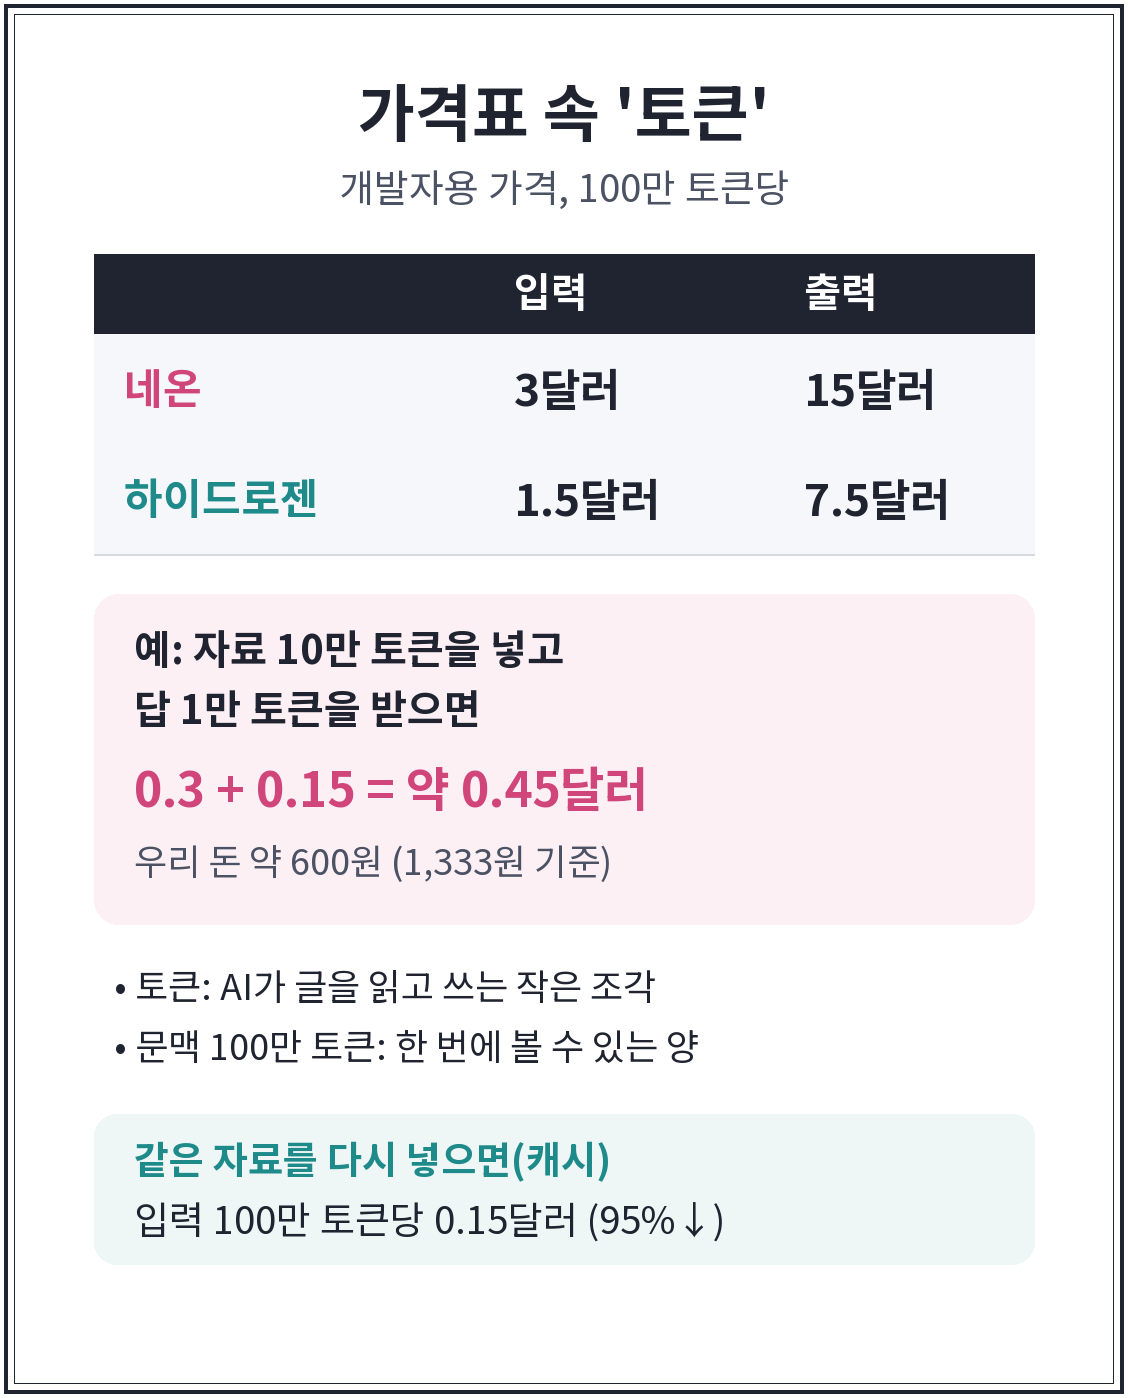 가격표 속 '토큰'
개발자용 가격, 100만 토큰당
입력 출력
네온 3달러 15달러
하이드로젠 1.5달러 7.5달러
예: 자료 10만 토큰을 넣고
답 1만 토큰을 받으면
0.3 + 0.15 = 약 0.45달러
우리 돈 약 600원 (1,333원 기준)
• 토큰: AI가 글을 읽고 쓰는 작은 조각
• 문맥 100만 토큰: 한 번에 볼 수 있는 양
같은 자료를 다시 넣으면(캐시)
입력 100만 토큰당 0.15달러 (95%↓)